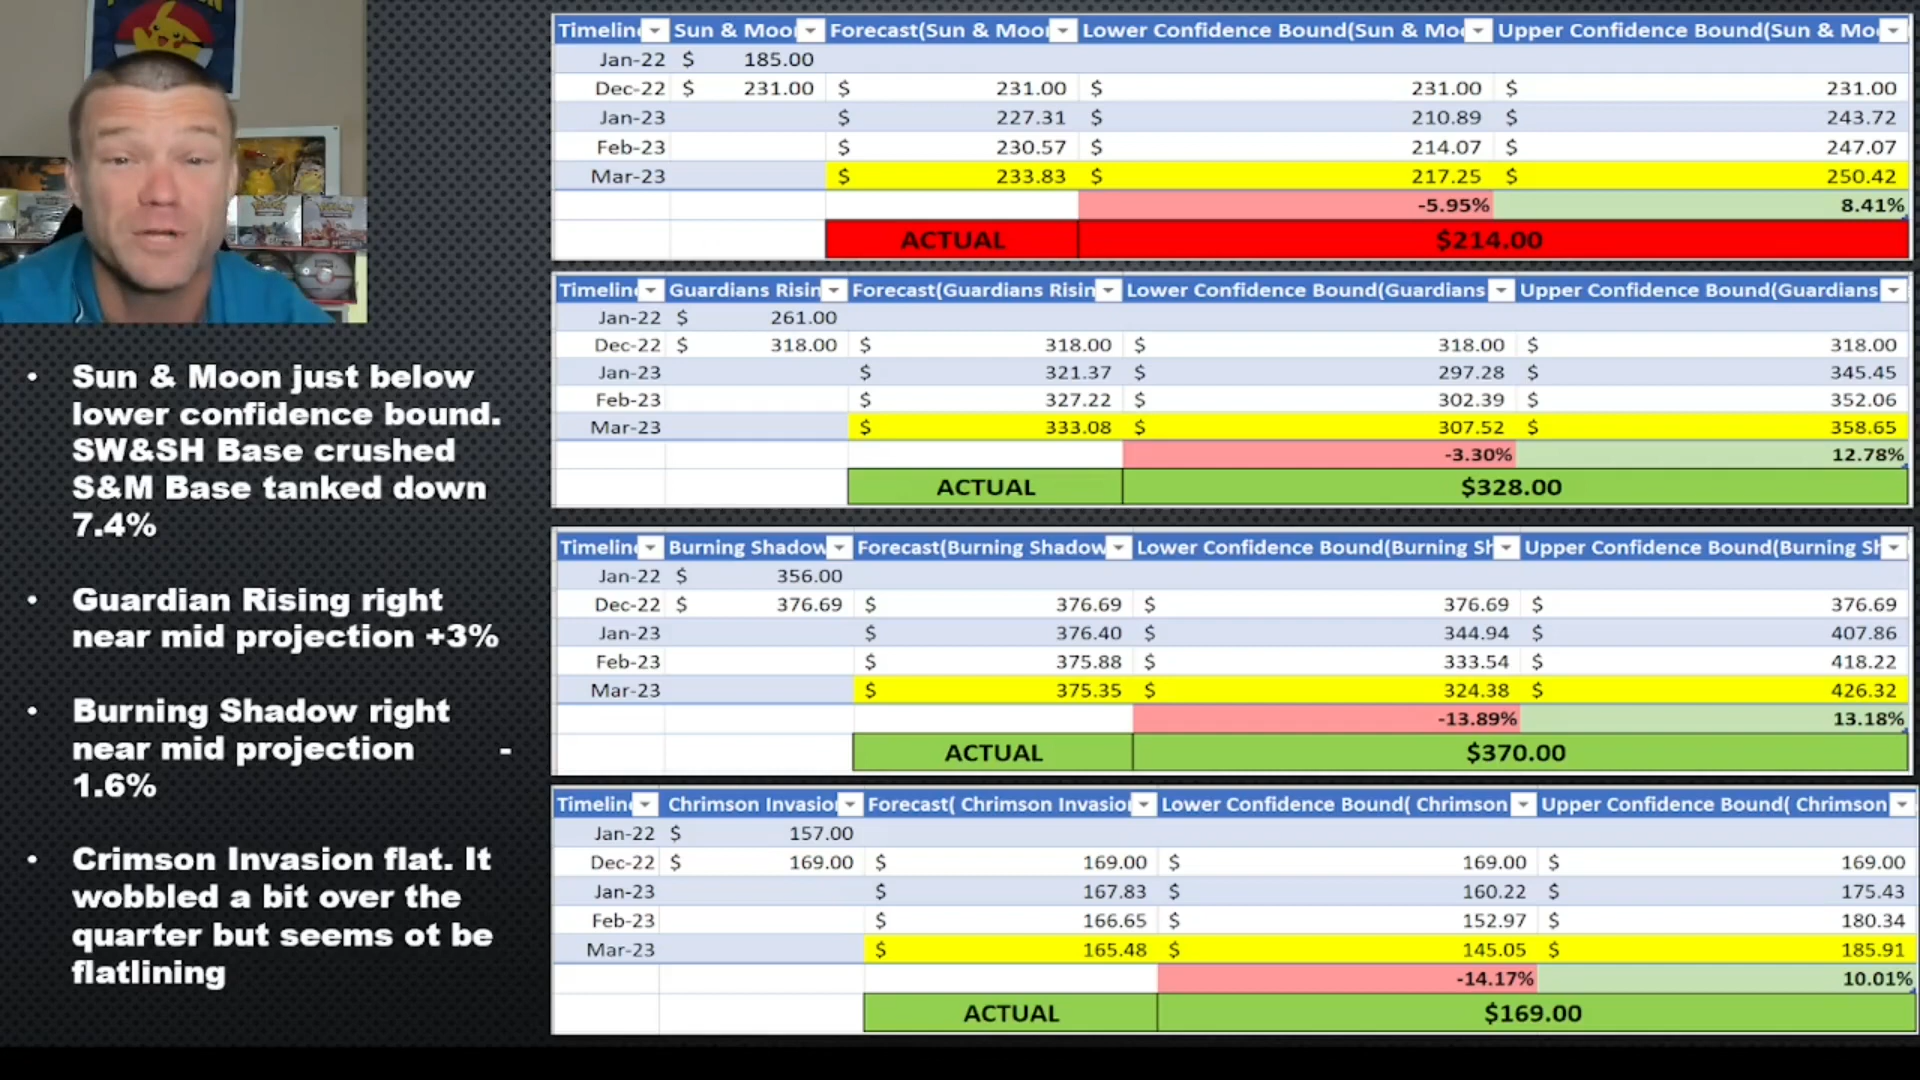 Timeline Sun & Moon Forecast(Sun & Moon Lower Confidence Bound(Sun & Mo Upper Confidence Bound(Sun & Mo
Jan-22 $ 185.00
Dec-22 $ 231.00 $ 231.00 $ 231.00 $ 231.00
Jan-23 $ 227.31 $ 210.89 $ 243.72
Feb-23 $ 230.57 $ 214.07 $ 247.07
Mar-23 $ 233.83 $ 217.25 $ 250.42
-5.95% 8.41%
ACTUAL $214.00
Timeline Guardians Risin Forecast(Guardians Risin Lower Confidence Bound(Guardians Upper Confidence Bound(Guardians
Jan-22 $ 261.00
Dec-22 $ 318.00 $ 318.00 $ 318.00 $ 318.00
Jan-23 $ 321.37 $ 297.28 $ 345.45
Feb-23 $ 327.22 $ 302.39 $ 352.06
Mar-23 $ 333.08 $ 307.52 $ 358.65
-3.30% 12.78%
ACTUAL $328.00
Timeline Burning Shadow Forecast(Burning Shadow Lower Confidence Bound(Burning Sh Upper Confidence Bound(Burning Sh
Jan-22 $ 356.00
Dec-22 $ 376.69 $ 376.69 $ 376.69 $ 376.69
Jan-23 $ 376.40 $ 344.94 $ 407.86
Feb-23 $ 375.88 $ 333.54 $ 418.22
Mar-23 $ 375.35 $ 324.38 $ 426.32
-13.89% 13.18%
ACTUAL $370.00
Timeline Chrimson Invasion Forecast( Chrimson Invasion Lower Confidence Bound( Chrimson Upper Confidence Bound( Chrimson
Jan-22 $ 157.00
Dec-22 $ 169.00 $ 169.00 $ 169.00 $ 169.00
Jan-23 $ 167.83 $ 160.22 $ 175.43
Feb-23 $ 166.65 $ 152.97 $ 180.34
Mar-23 $ 165.48 $ 145.05 $ 185.91
-14.17% 10.01%
ACTUAL $169.00
• Sun & Moon just below
lower confidence bound.
SW&SH Base crushed
S&M Base tanked down
7.4%
• Guardian Rising right
near mid projection +3%
• Burning Shadow right
near mid projection -
1.6%
• Crimson Invasion flat. It
wobbled a bit over the
quarter but seems ot be
flatlining